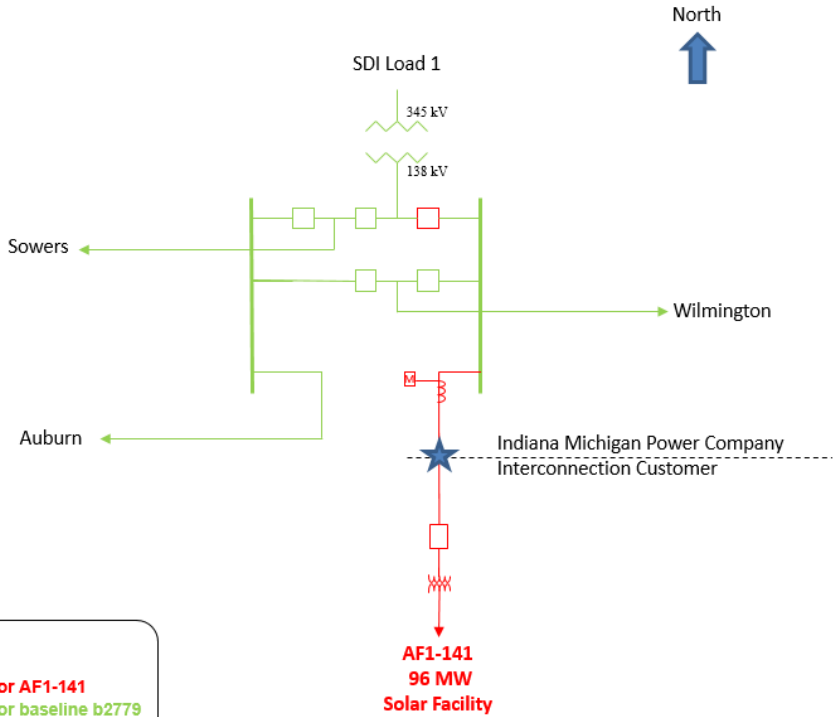 North
SDI Load 1
345 kV
138 kV
Sowers
Wilmington
M
Auburn
Indiana Michigan Power Company
Interconnection Customer
AF1-141
96 MW
Solar Facility
or AF1-141
or baseline b2779